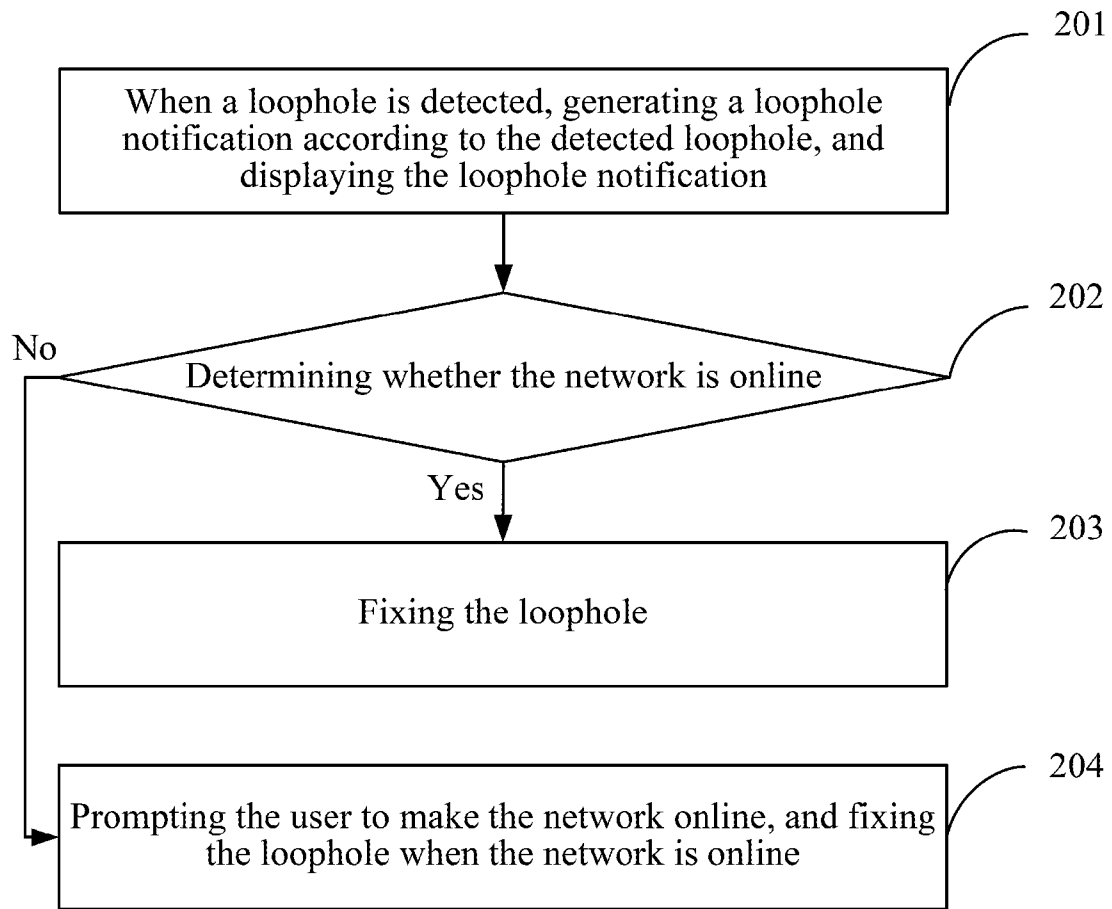 201
When a loophole is detected, generating a loophole
notification according to the detected loophole, and
displaying the loophole notification
202
No
Determining whether the network is online
Yes
203
Fixing the loophole
204
Prompting the user to make the network online, and fixing
the loophole when the network is online